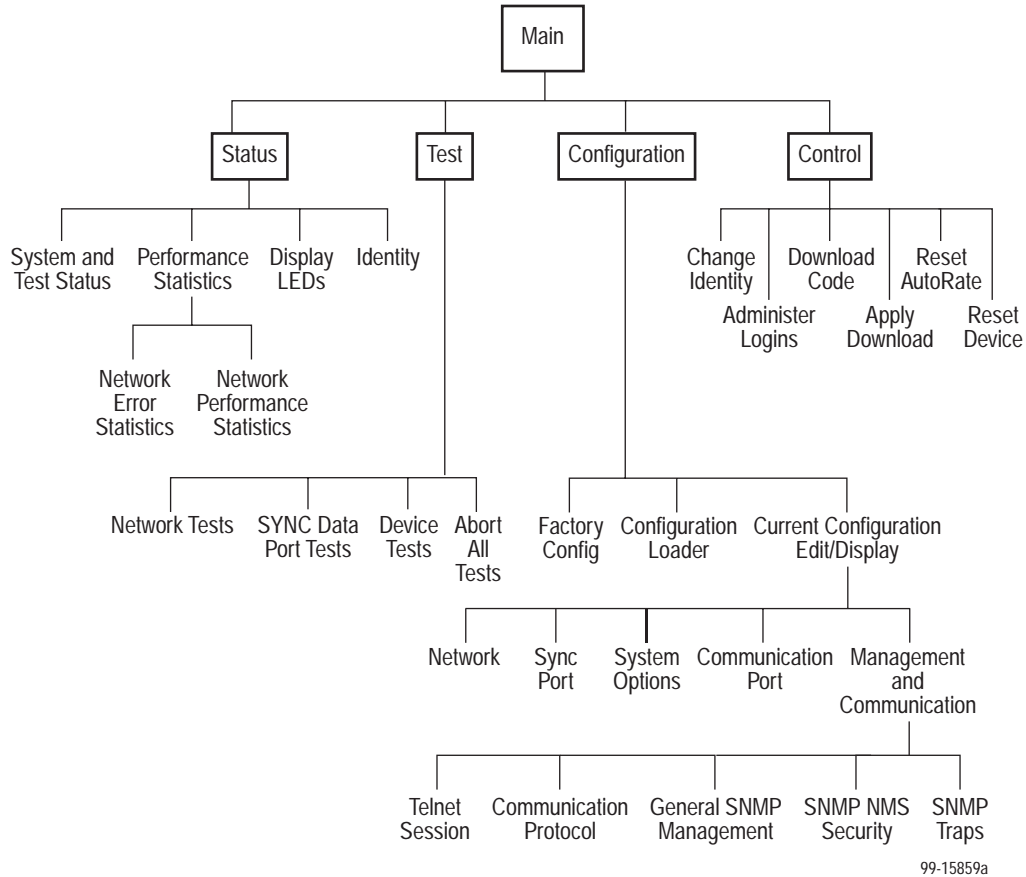 Main
Status
Test
Configuration
Control
System and
Test Status
Performance
Statistics
Display
LEDs
Identity
Change
Identity
Administer
Logins
Download
Code
Apply
Download
Reset
AutoRate
Reset
Device
Network
Error
Statistics
Network
Performance
Statistics
Network Tests
SYNC Data
Port Tests
Device
Tests
Abort
All
Tests
Factory
Config
Configuration
Loader
Current Configuration
Edit/Display
Network
Sync
Port
System
Options
Communication
Port
Management
and
Communication
Telnet
Session
Communication
Protocol
General SNMP
Management
SNMP NMS
Security
SNMP
Traps
99-15859a